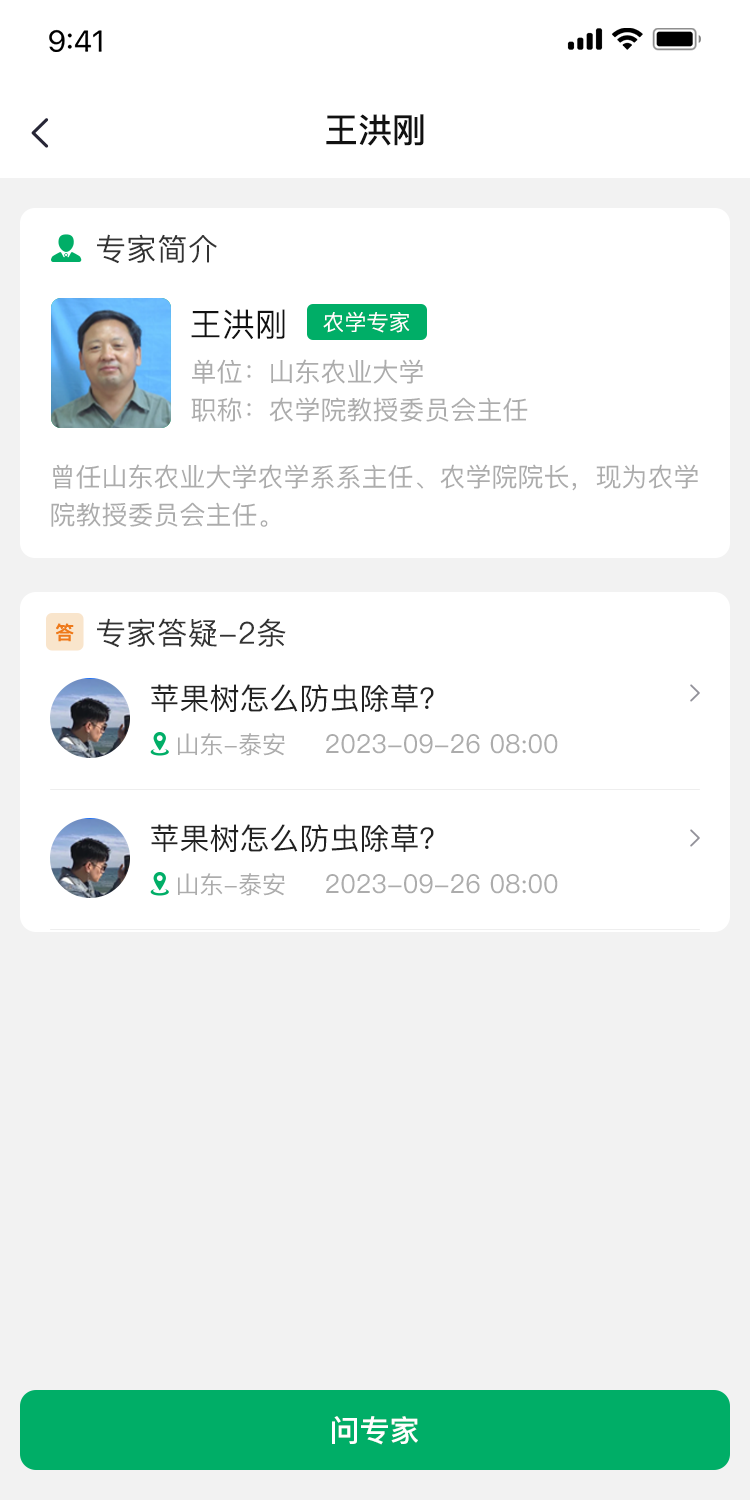 9:41
王洪刚
专家简介
王洪刚 农学专家
单位：山东农业大学
职称：农学院教授委员会主任
曾任山东农业大学农学系系主任、农学院院长，现为农学
院教授委员会主任。
答 专家答疑-2条
苹果树怎么防虫除草?
山东-泰安 2023-09-26 08:00
苹果树怎么防虫除草?
山东-泰安 2023-09-26 08:00
问专家